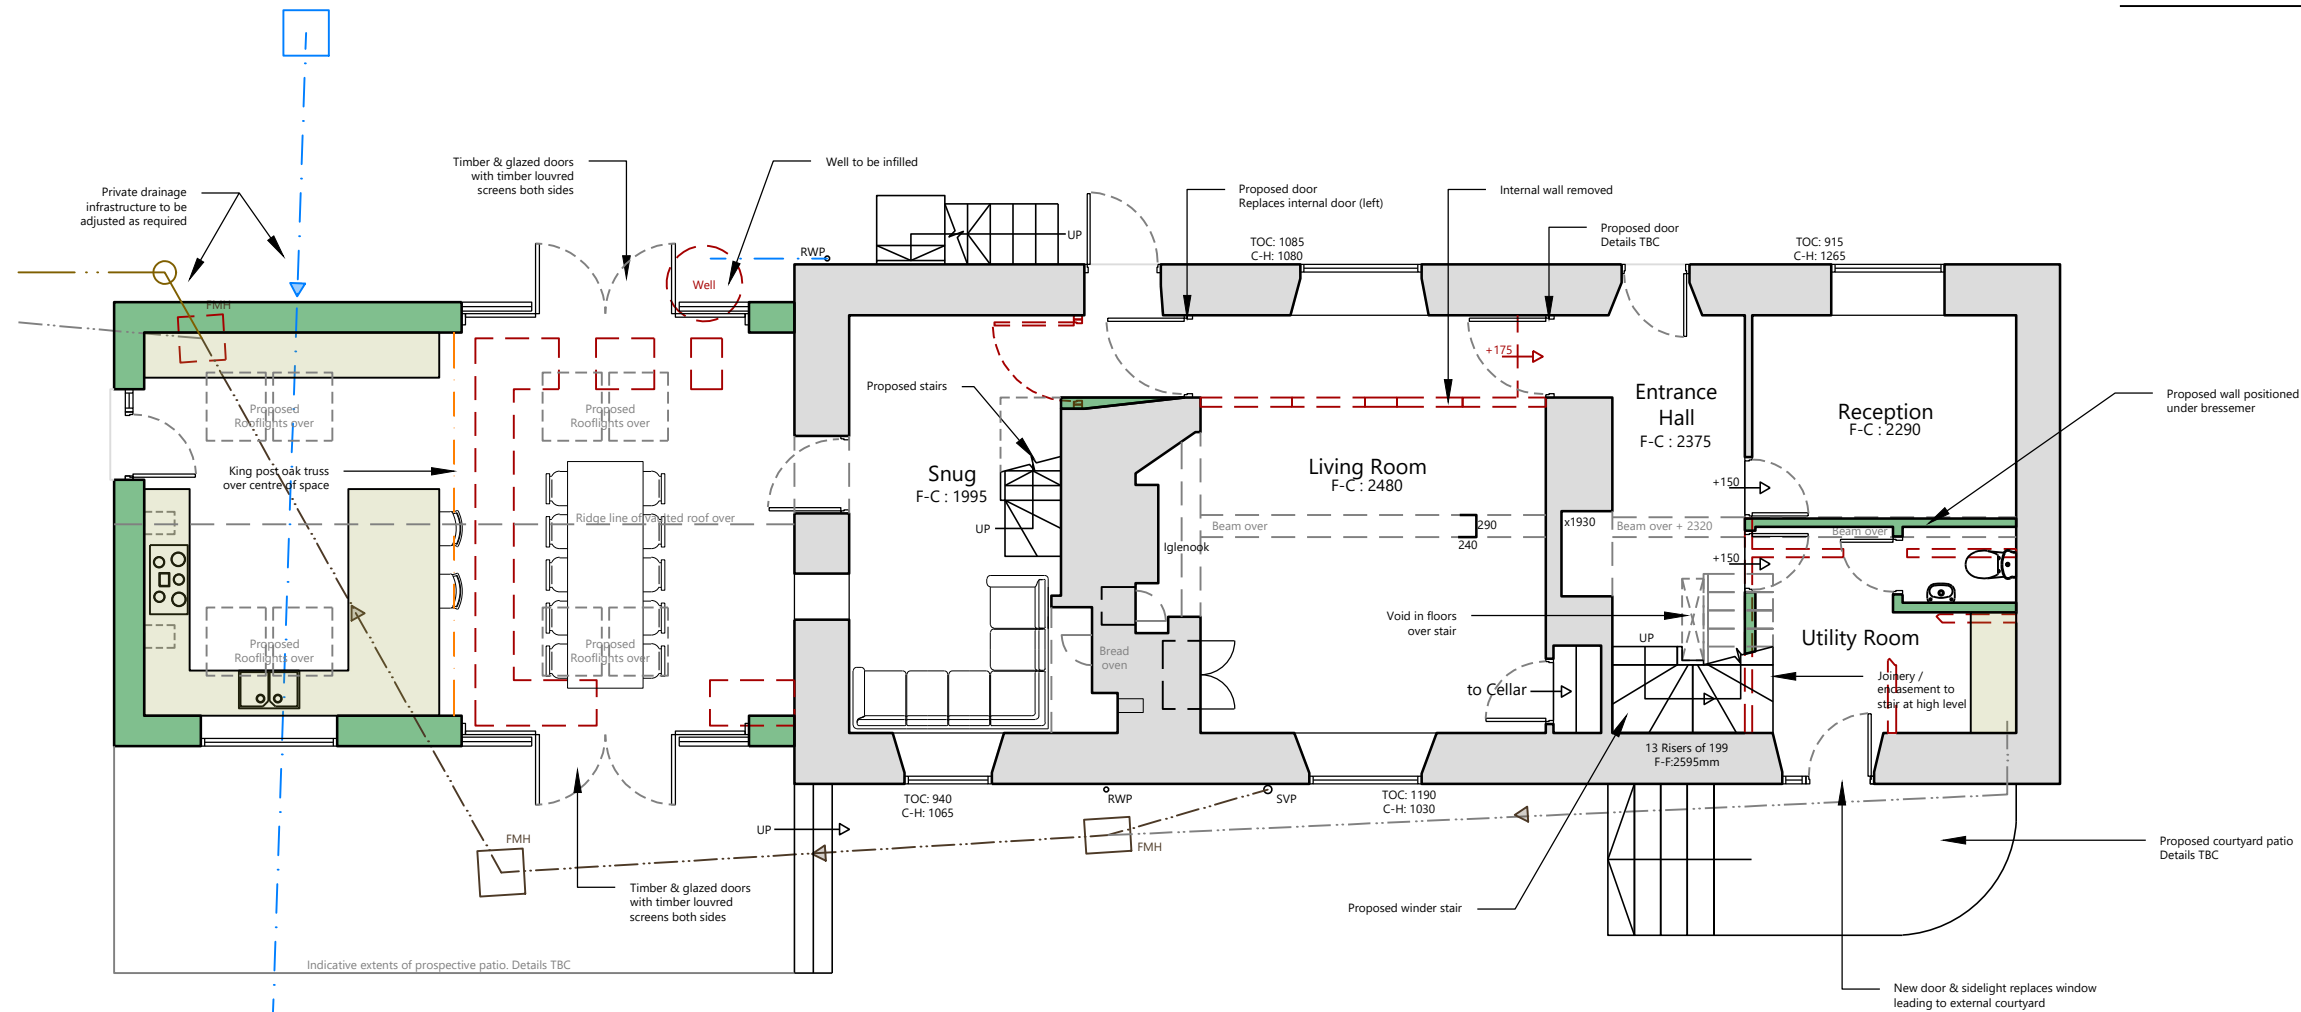 Private drainage
infrastructure to be
adjusted as required
Timber & glazed doors
with timber louvred
screens both sides
Well to be infilled
Proposed door
Replaces internal door (left)
Internal wall removed
Proposed door
Details TBC
TOC: 1085
C-H: 1080
TOC: 915
C-H: 1265
RWP
UP
Well
FMH
+175
Proposed stairs
Proposed
Rooflights over
Proposed
Rooflights over
Entrance
Hall
F-C : 2375
Reception
F-C : 2290
Proposed wall positioned
under bressemer
King post oak truss
over centre of space
Snug
F-C : 1995
Living Room
F-C : 2480
+150
Ridge line of vaulted roof over
UP
Beam over
290
240
x1930
Beam over + 2320
Beam over
Iglenook
+150
Void in floors
over stair
UP
Utility Room
Proposed
Rooflights over
Proposed
Rooflights over
Bread
oven
to Cellar
Joinery /
encasement to
stair at high level
13 Risers of 199
F-F:2595mm
TOC: 940
C-H: 1065
RWP
SVP
TOC: 1190
C-H: 1030
UP
FMH
FMH
Proposed courtyard patio
Details TBC
Timber & glazed doors
with timber louvred
screens both sides
Proposed winder stair
Indicative extents of prospective patio. Details TBC
New door & sidelight replaces window
leading to external courtyard